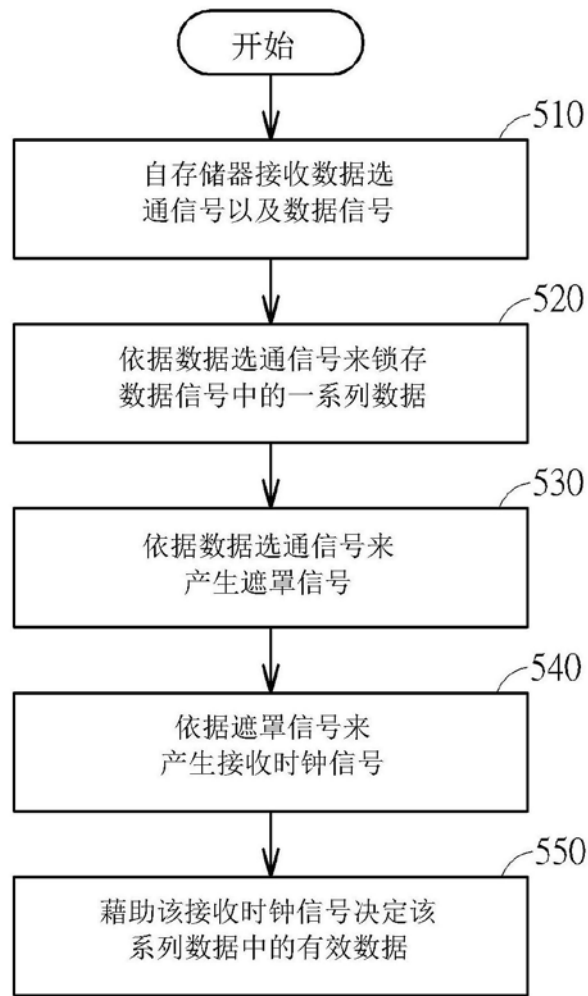 开始
510
自存储器接收数据选
通信号以及数据信号
520
依据数据选通信号来锁存
数据信号中的一系列数据
530
依据数据选通信号来
产生遮罩信号
540
依据遮罩信号来
产生接收时钟信号
550
藉助该接收时钟信号决定该
系列数据中的有效数据